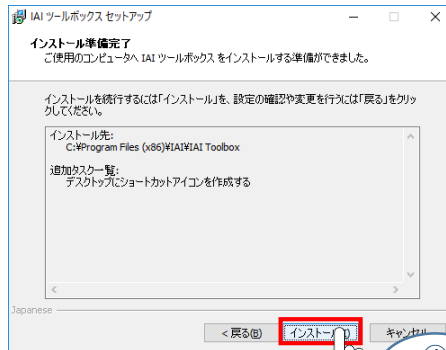 IAI ツールボックス セットアップ
インストール準備完了
ご使用のコンピュータへ IAI ツールボックス をインストールする準備ができました。
インストールを続行するには「インストール」を、設定の確認や変更を行うには「戻る」をクリッ
クしてください。
インストール先:
C:¥Program Files (x86)¥IAI¥IAI Toolbox
追加タスク一覧:
デスクトップにショートカットアイコンを作成する
Japanese
< 戻る(B)
インストール
キャンセル